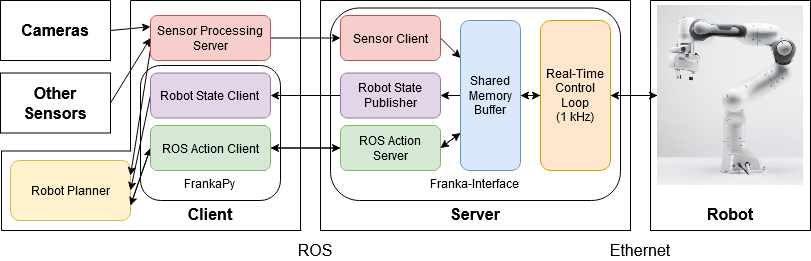 Cameras
Other
Sensors
Sensor Processing
Server
Robot State Client
ROS Action Client
FrankaPy
Robot Planner
Client
Sensor Client
Robot State
Publisher
ROS Action
Server
Shared
Memory
Buffer
Real-Time
Control
Loop
(1 kHz)
Franka-Interface
Server
Robot
ROS
Ethernet